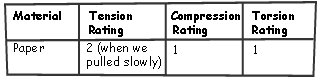 Material Tension Rating Compression Rating Torsion Rating
Paper 2 (when we pulled slowly) 1 1